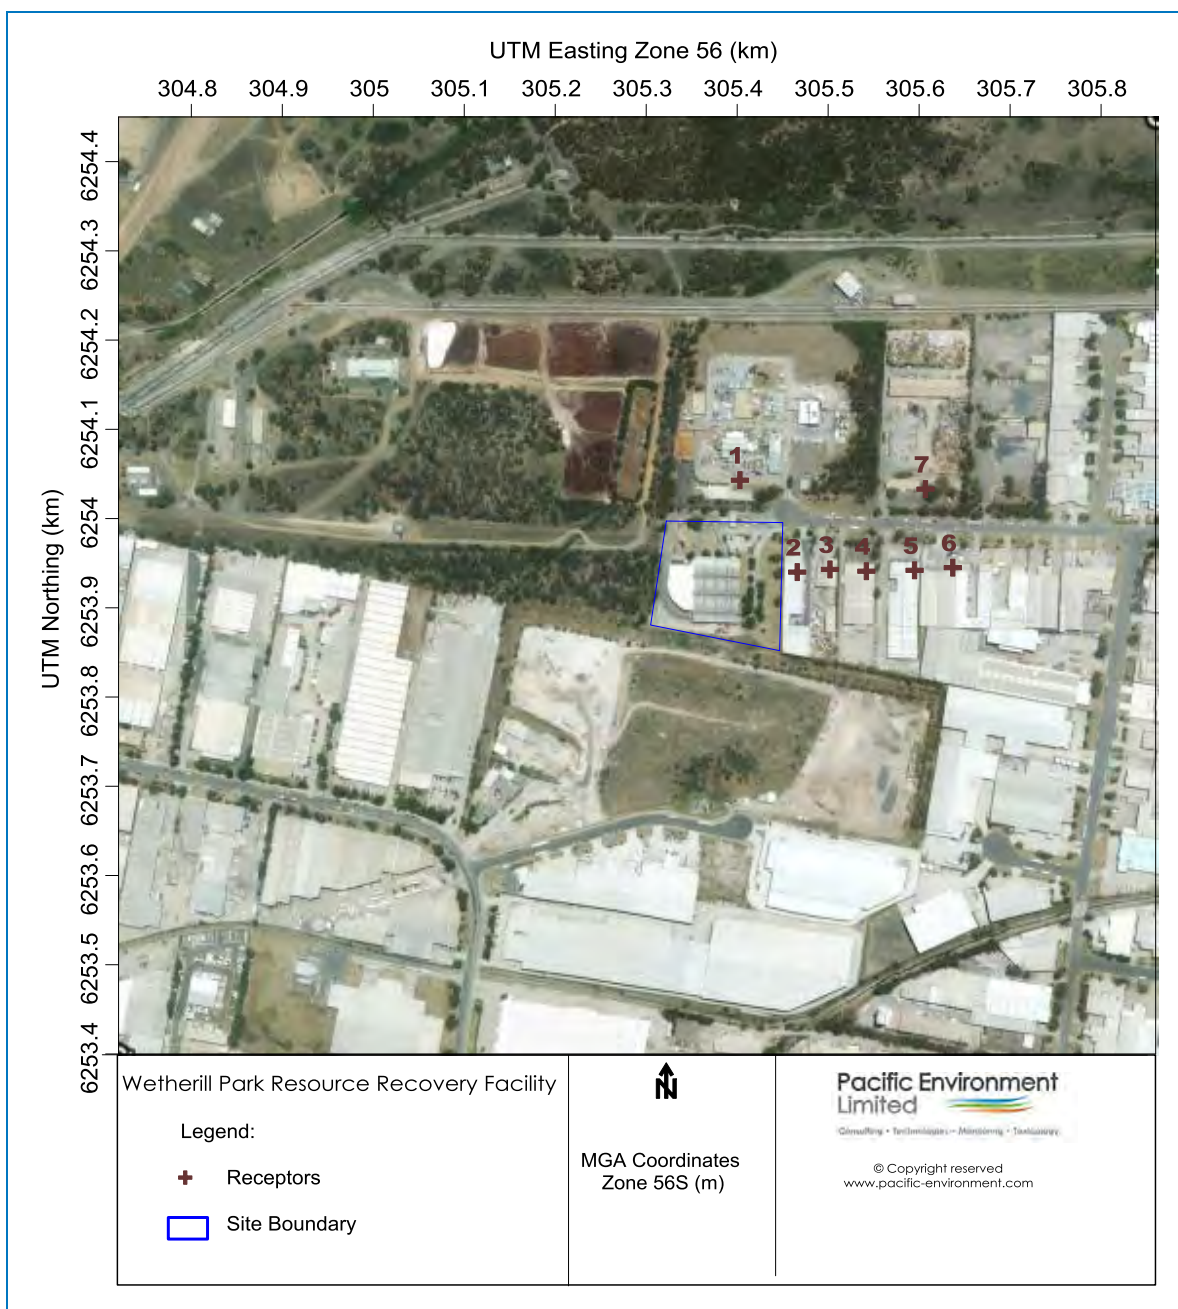 UTM Easting Zone 56 (km)
304.8 304.9 305 305.1 305.2 305.3 305.4 305.5 305.6 305.7 305.8
UTM Northing (km)
6254.4
6254.3
6254.2
6254.1
6254
6253.9
6253.8
6253.7
6253.6
6253.5
6253.4
1
7
2 3 4 5 6
Wetherill Park Resource Recovery Facility
Legend:
Receptors
Site Boundary
N
MGA Coordinates
Zone 56S (m)
Pacific Environment
Limited
Consulting • Technologies • Monitoring • Toxicology
© Copyright reserved
www.pacific-environment.com